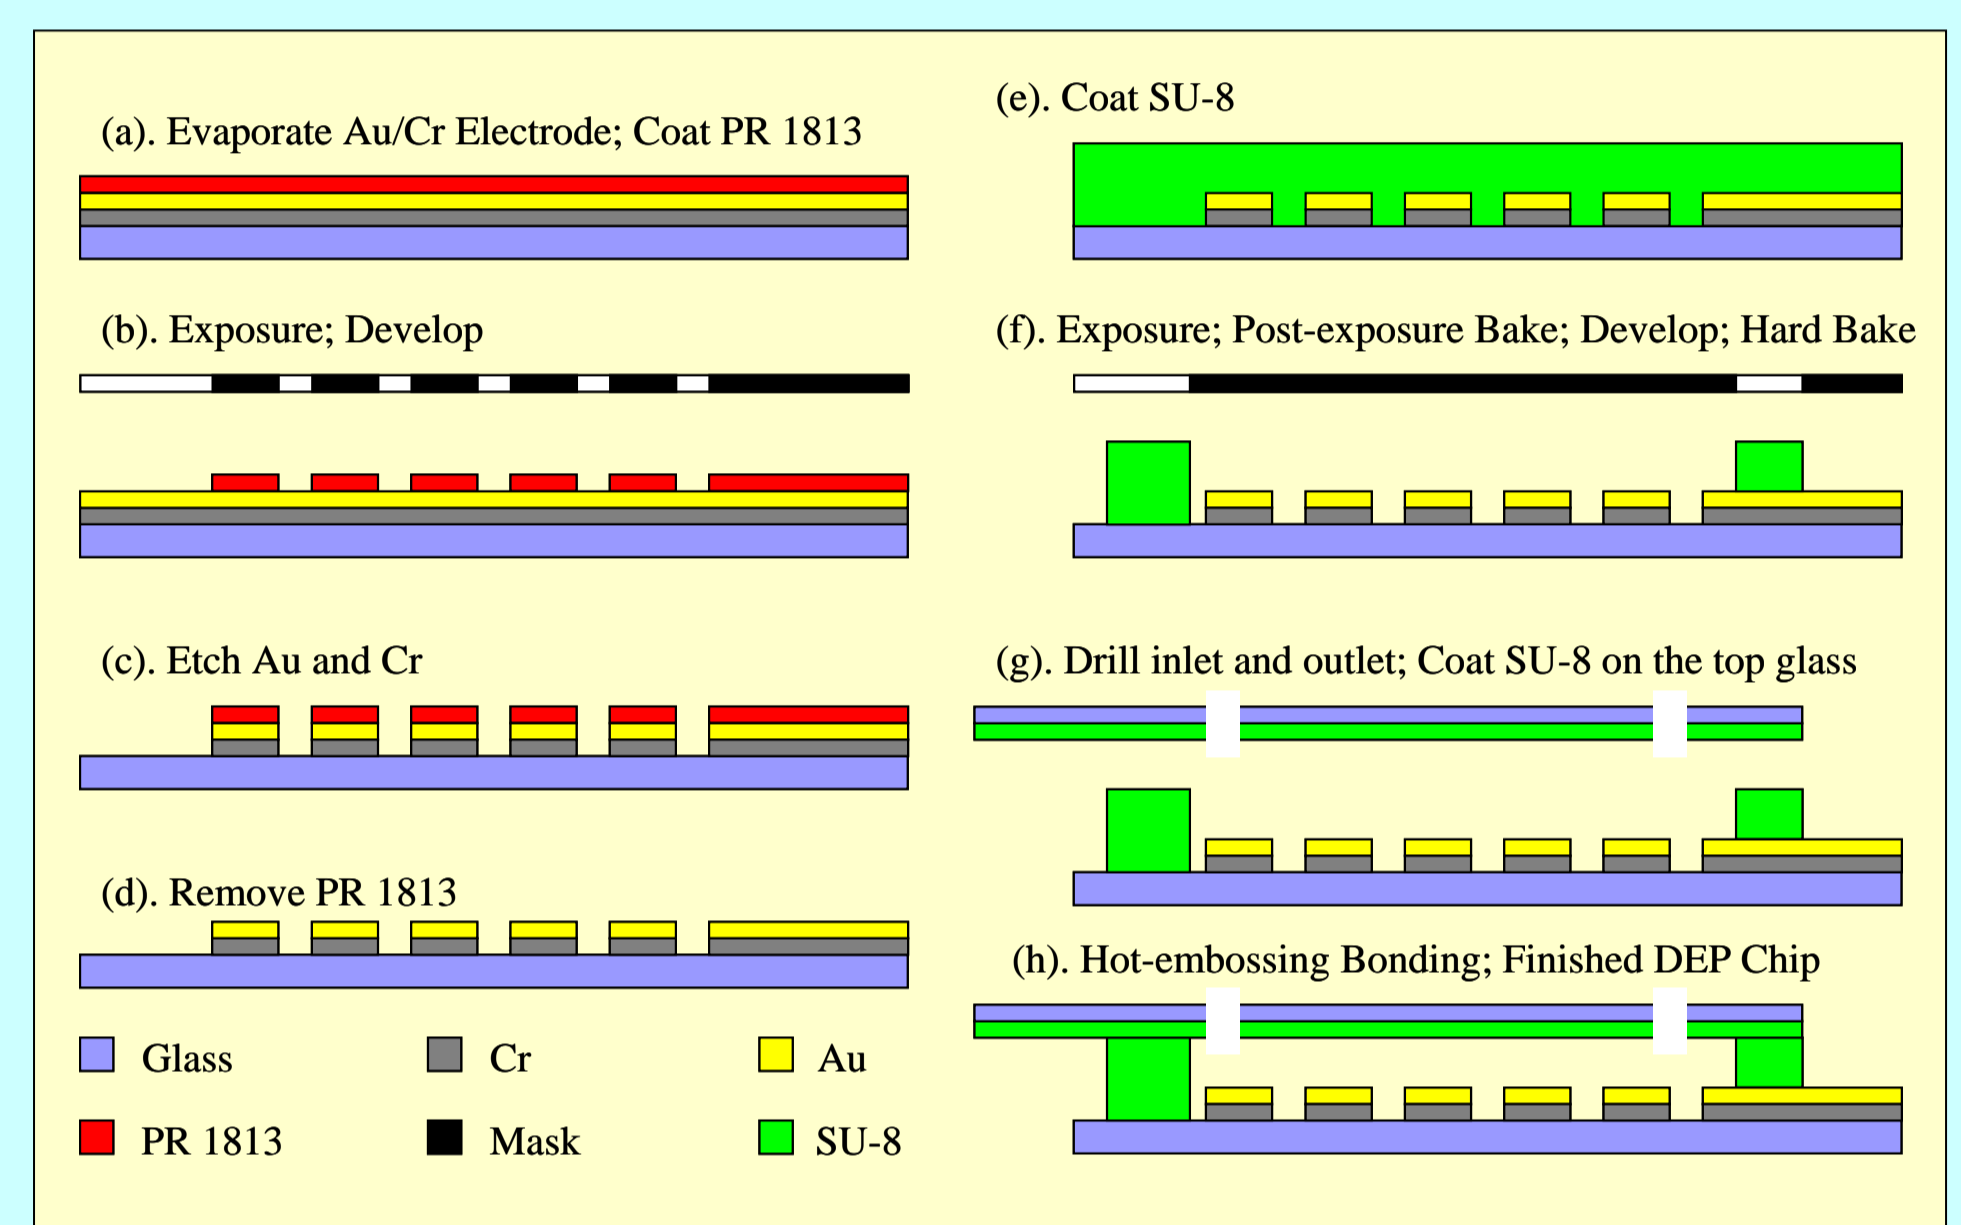 (a). Evaporate Au/Cr Electrode; Coat PR 1813
(b). Exposure; Develop
(c). Etch Au and Cr
(d). Remove PR 1813
Glass
Cr
Au
PR 1813
Mask
SU-8
(e). Coat SU-8
(f). Exposure; Post-exposure Bake; Develop; Hard Bake
(g). Drill inlet and outlet; Coat SU-8 on the top glass
(h). Hot-embossing Bonding; Finished DEP Chip